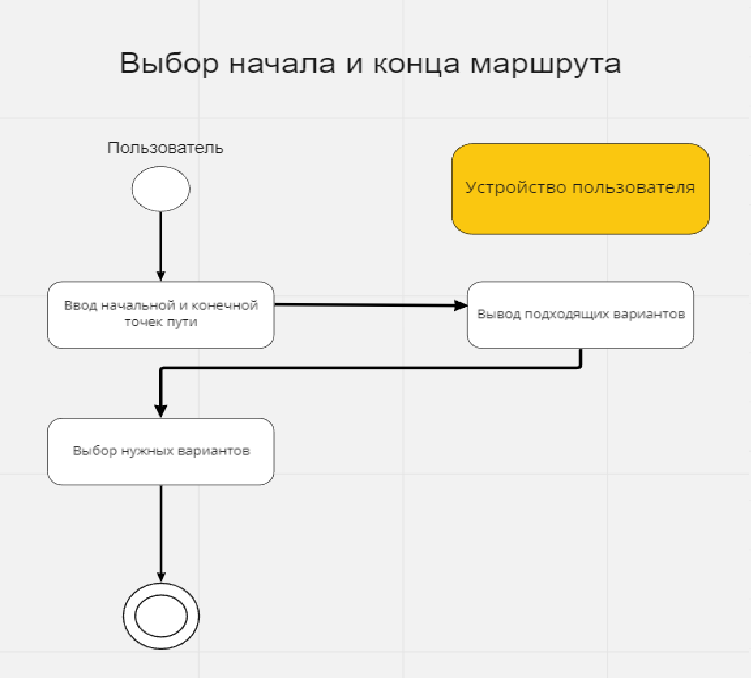 Выбор начала и конца маршрута
Пользователь
Устройство пользователя
Ввод начальной и конечной
точек пути
Вывод подходящих вариантов
Выбор нужных вариантов